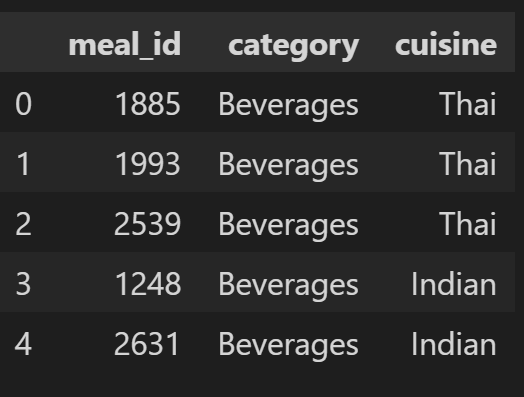 meal_id category cuisine
0 1885 Beverages Thai
1 1993 Beverages Thai
2 2539 Beverages Thai
3 1248 Beverages Indian
4 2631 Beverages Indian